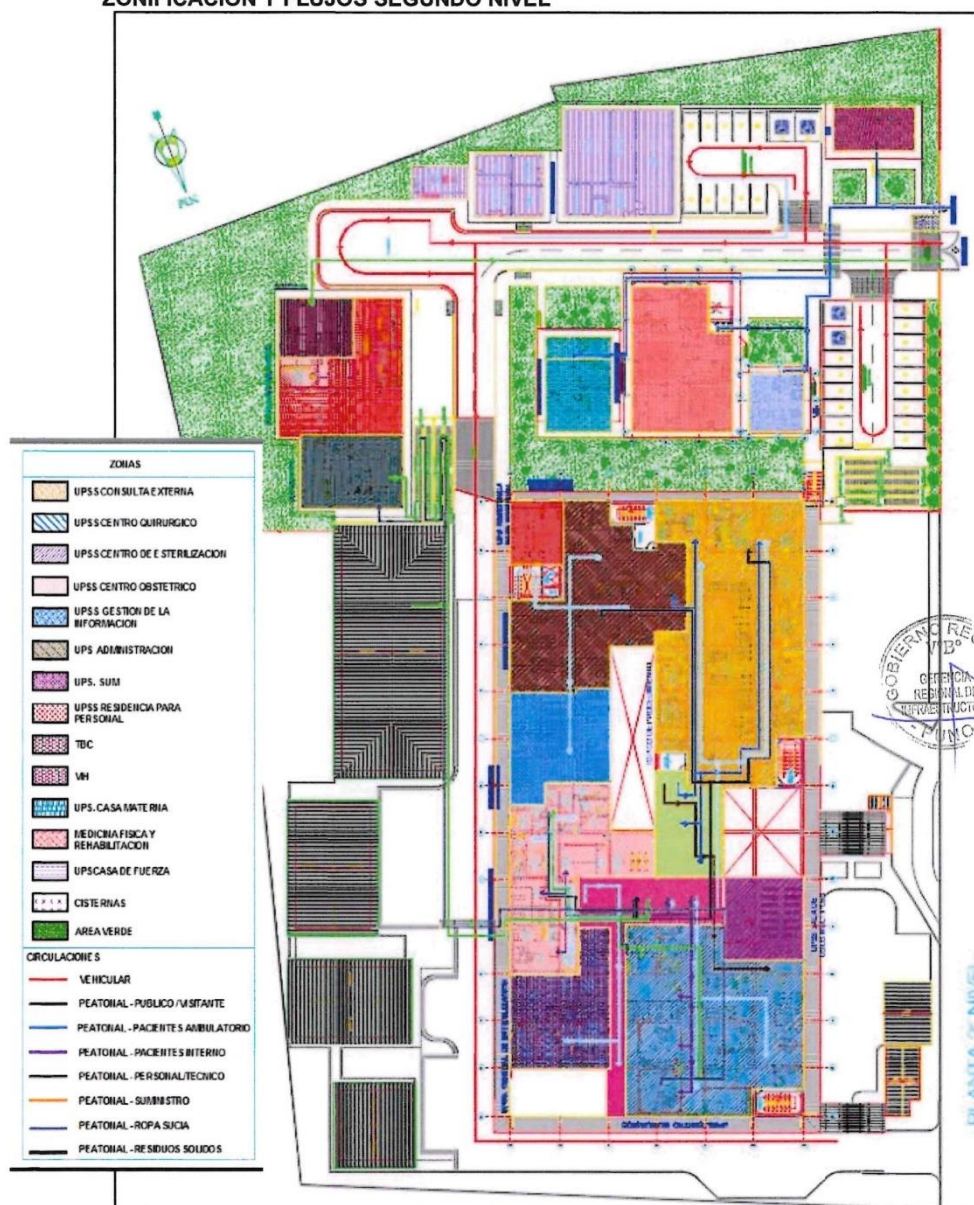 ZONIFICACION Y FLUJOS SEGUNDO NIVEL
ZONAS
UPSS CONSULTA EXTERNA
UPSS CENTRO QUIRURGICO
UPSS CENTRO DE ESTERILIZACION
UPSS CENTRO OBSTETRICO
UPSS GESTION DE LA
INFORMACION
UPS ADMINISTRACION
UPS. SUM
UPSS RESIDENCIA PARA
PERSONAL
TBC
VIH
UPS. CASA MATERNA
MEDICINA FISICA Y
REHABILITACION
UPS CASA DE FUERZA
CISTERNAS
AREA VERDE
CIRCULACIONES
VEHICULAR
PEATONAL - PUBLICO / VISITANTE
PEATONAL - PACIENTES AMBULATORIO
PEATONAL - PACIENTES INTERNO
PEATONAL - PERSONAL/TECNICO
PEATONAL - SUMINISTRO
PEATONAL - ROPA SUCIA
PEATONAL - RESIDUOS SOLIDOS
GOBIERNO REG
V°B°
GERENCIA
REGIONAL DE
PUNO